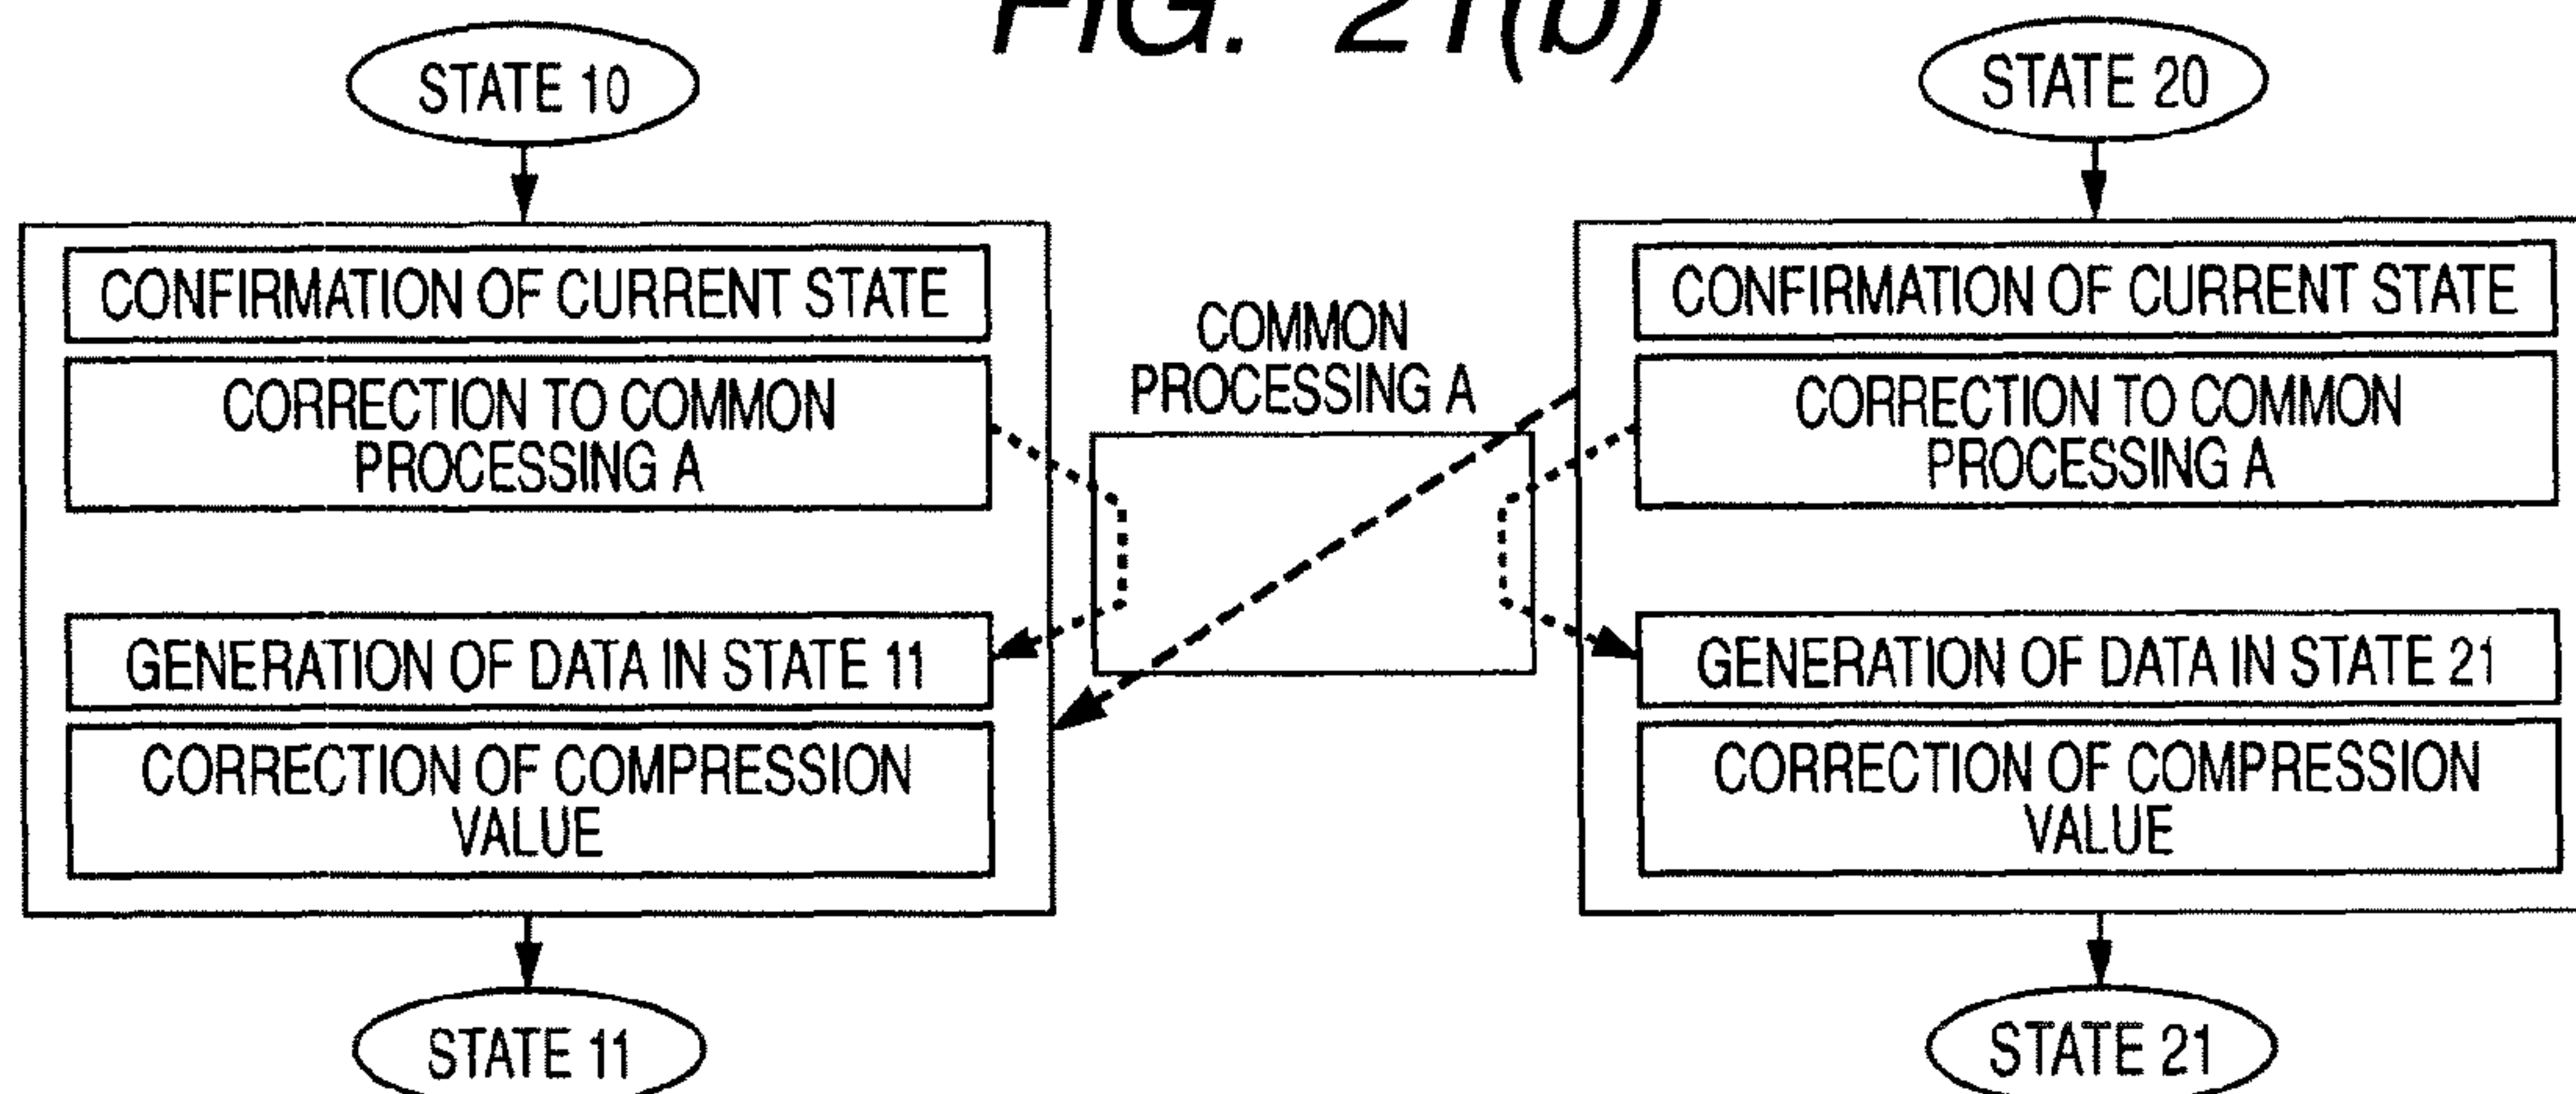 FIG. 21(b)
STATE 10
CONFIRMATION OF CURRENT STATE
CORRECTION TO COMMON
PROCESSING A
GENERATION OF DATA IN STATE 11
CORRECTION OF COMPRESSION
VALUE
STATE 11
COMMON
PROCESSING A
STATE 20
CONFIRMATION OF CURRENT STATE
CORRECTION TO COMMON
PROCESSING A
GENERATION OF DATA IN STATE 21
CORRECTION OF COMPRESSION
VALUE
STATE 21